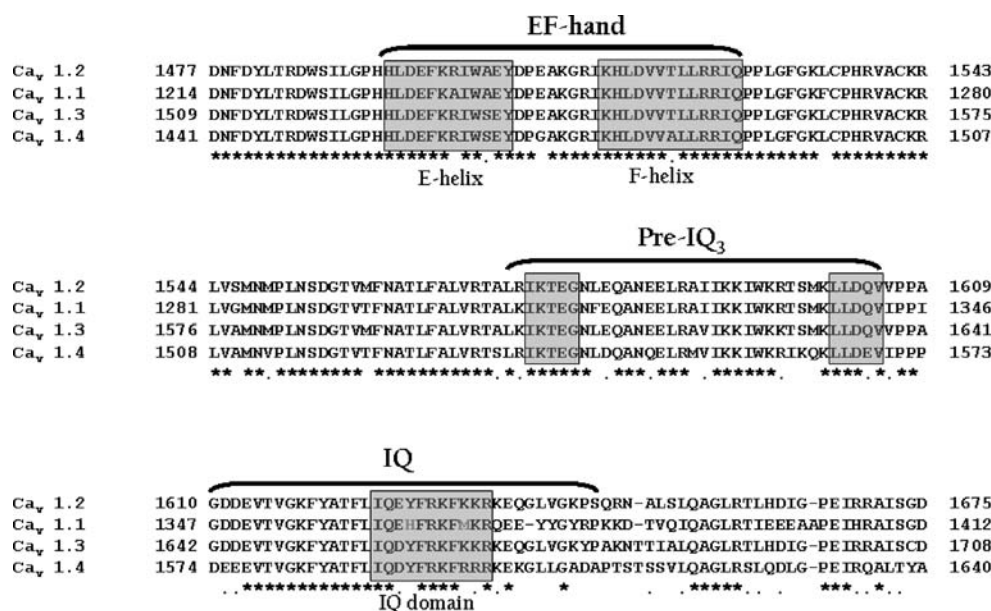 EF-hand
Cav 1.2 1477 DNFDYLTRDWSILGPHHLDEFKRIWAEYDPEAKGRIKHLDVVTLLRRIQPPLGFGKLCPHRVACKR 1543
Cav 1.1 1214 DNFDYLTRDWSILGPHHLDEFKAIWAEYDPEAKGRIKHLDVVTLLRRIQPPLGFGKFCPHRVACKR 1280
Cav 1.3 1509 DNFDYLTRDWSILGPHHLDEFKRIWSEYDPEAKGRIKHLDVVTLLRRIQPPLGFGKLCPHRVACKR 1575
Cav 1.4 1441 DNFDYLTRDWSILGPHHLDEFKRIWSEYDPGAKGRIKHLDVVALLRRIQPPLGFGKLCPHRVACKR 1507
E-helix F-helix
Pre-IQ3
Cav 1.2 1544 LVSMNMPLNSDGTVMFNATLFALVRTALRIKTEGNLEQANEELRAIIKKIWKRTSMKLLDQVVPPA 1609
Cav 1.1 1281 LVGMNMPLNSDGTVTFNATLFALVRTALKIKTEGNFEQANEELRAIIKKIWKRTSMKLLDQVIPPI 1346
Cav 1.3 1576 LVAMNMPLNSDGTVMFNATLFALVRTALKIKTEGNLEQANEELRAVIKKIWKKTSMKLLDQVVPPA 1641
Cav 1.4 1508 LVAMNVPLNSDGTVTFNATLFALVRTSLRIKTEGNLDQANQELRMVIKKIWKRIKQKLLDEVIPPP 1573
IQ
Cav 1.2 1610 GDDEVTVGKFYATFLIQEYFRKFKKRKEQGLVGKPSQRN-ALSLQAGLRTLHDIG-PEIRRAISGD 1675
Cav 1.1 1347 GDDEVTVGKFYATFLIQEHFRKFMKRQEE-YYGYRPKKD-TVQIQAGLRTIEEEAAPEIHRAISGD 1412
Cav 1.3 1642 GDDEVTVGKFYATFLIQDYFRKFKKRKEQGLVGKYPAKNTTIALQAGLRTLHDIG-PEIRRAISCD 1708
Cav 1.4 1574 DEEEVTVGKFYATFLIQDYFRKFRRRKEKGLLGADAPTSTSSVLQAGLRSLQDLG-PEIRQALTYA 1640
IQ domain